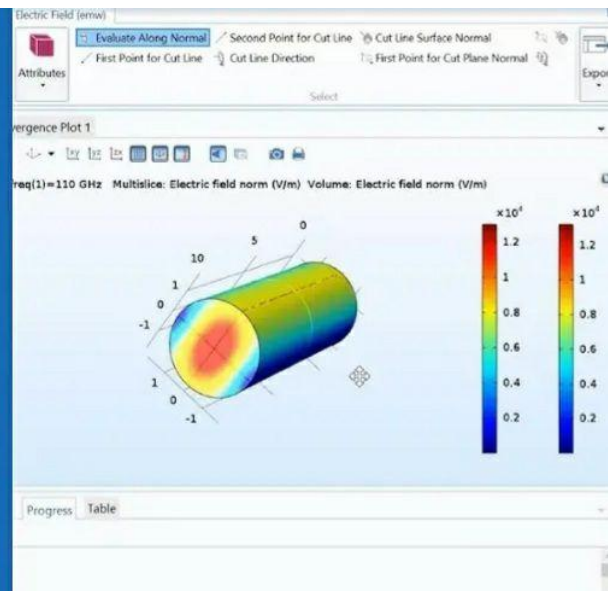 Electric Field (emw)
Evaluate Along Normal Second Point for Cut Line Cut Line Surface Normal
First Point for Cut Line Cut Line Direction First Point for Cut Plane Normal
Attributes
Select
Plot 1
=110 GHz Multislice: Electric field norm (V/m) Volume: Electric field norm (V/m)
×10⁴ ×10⁴
0
5
10
1
0
-1
1
0
-1
1.2 1.2
1 1
0.8 0.8
0.6 0.6
0.4 0.4
0.2 0.2
Progress Table